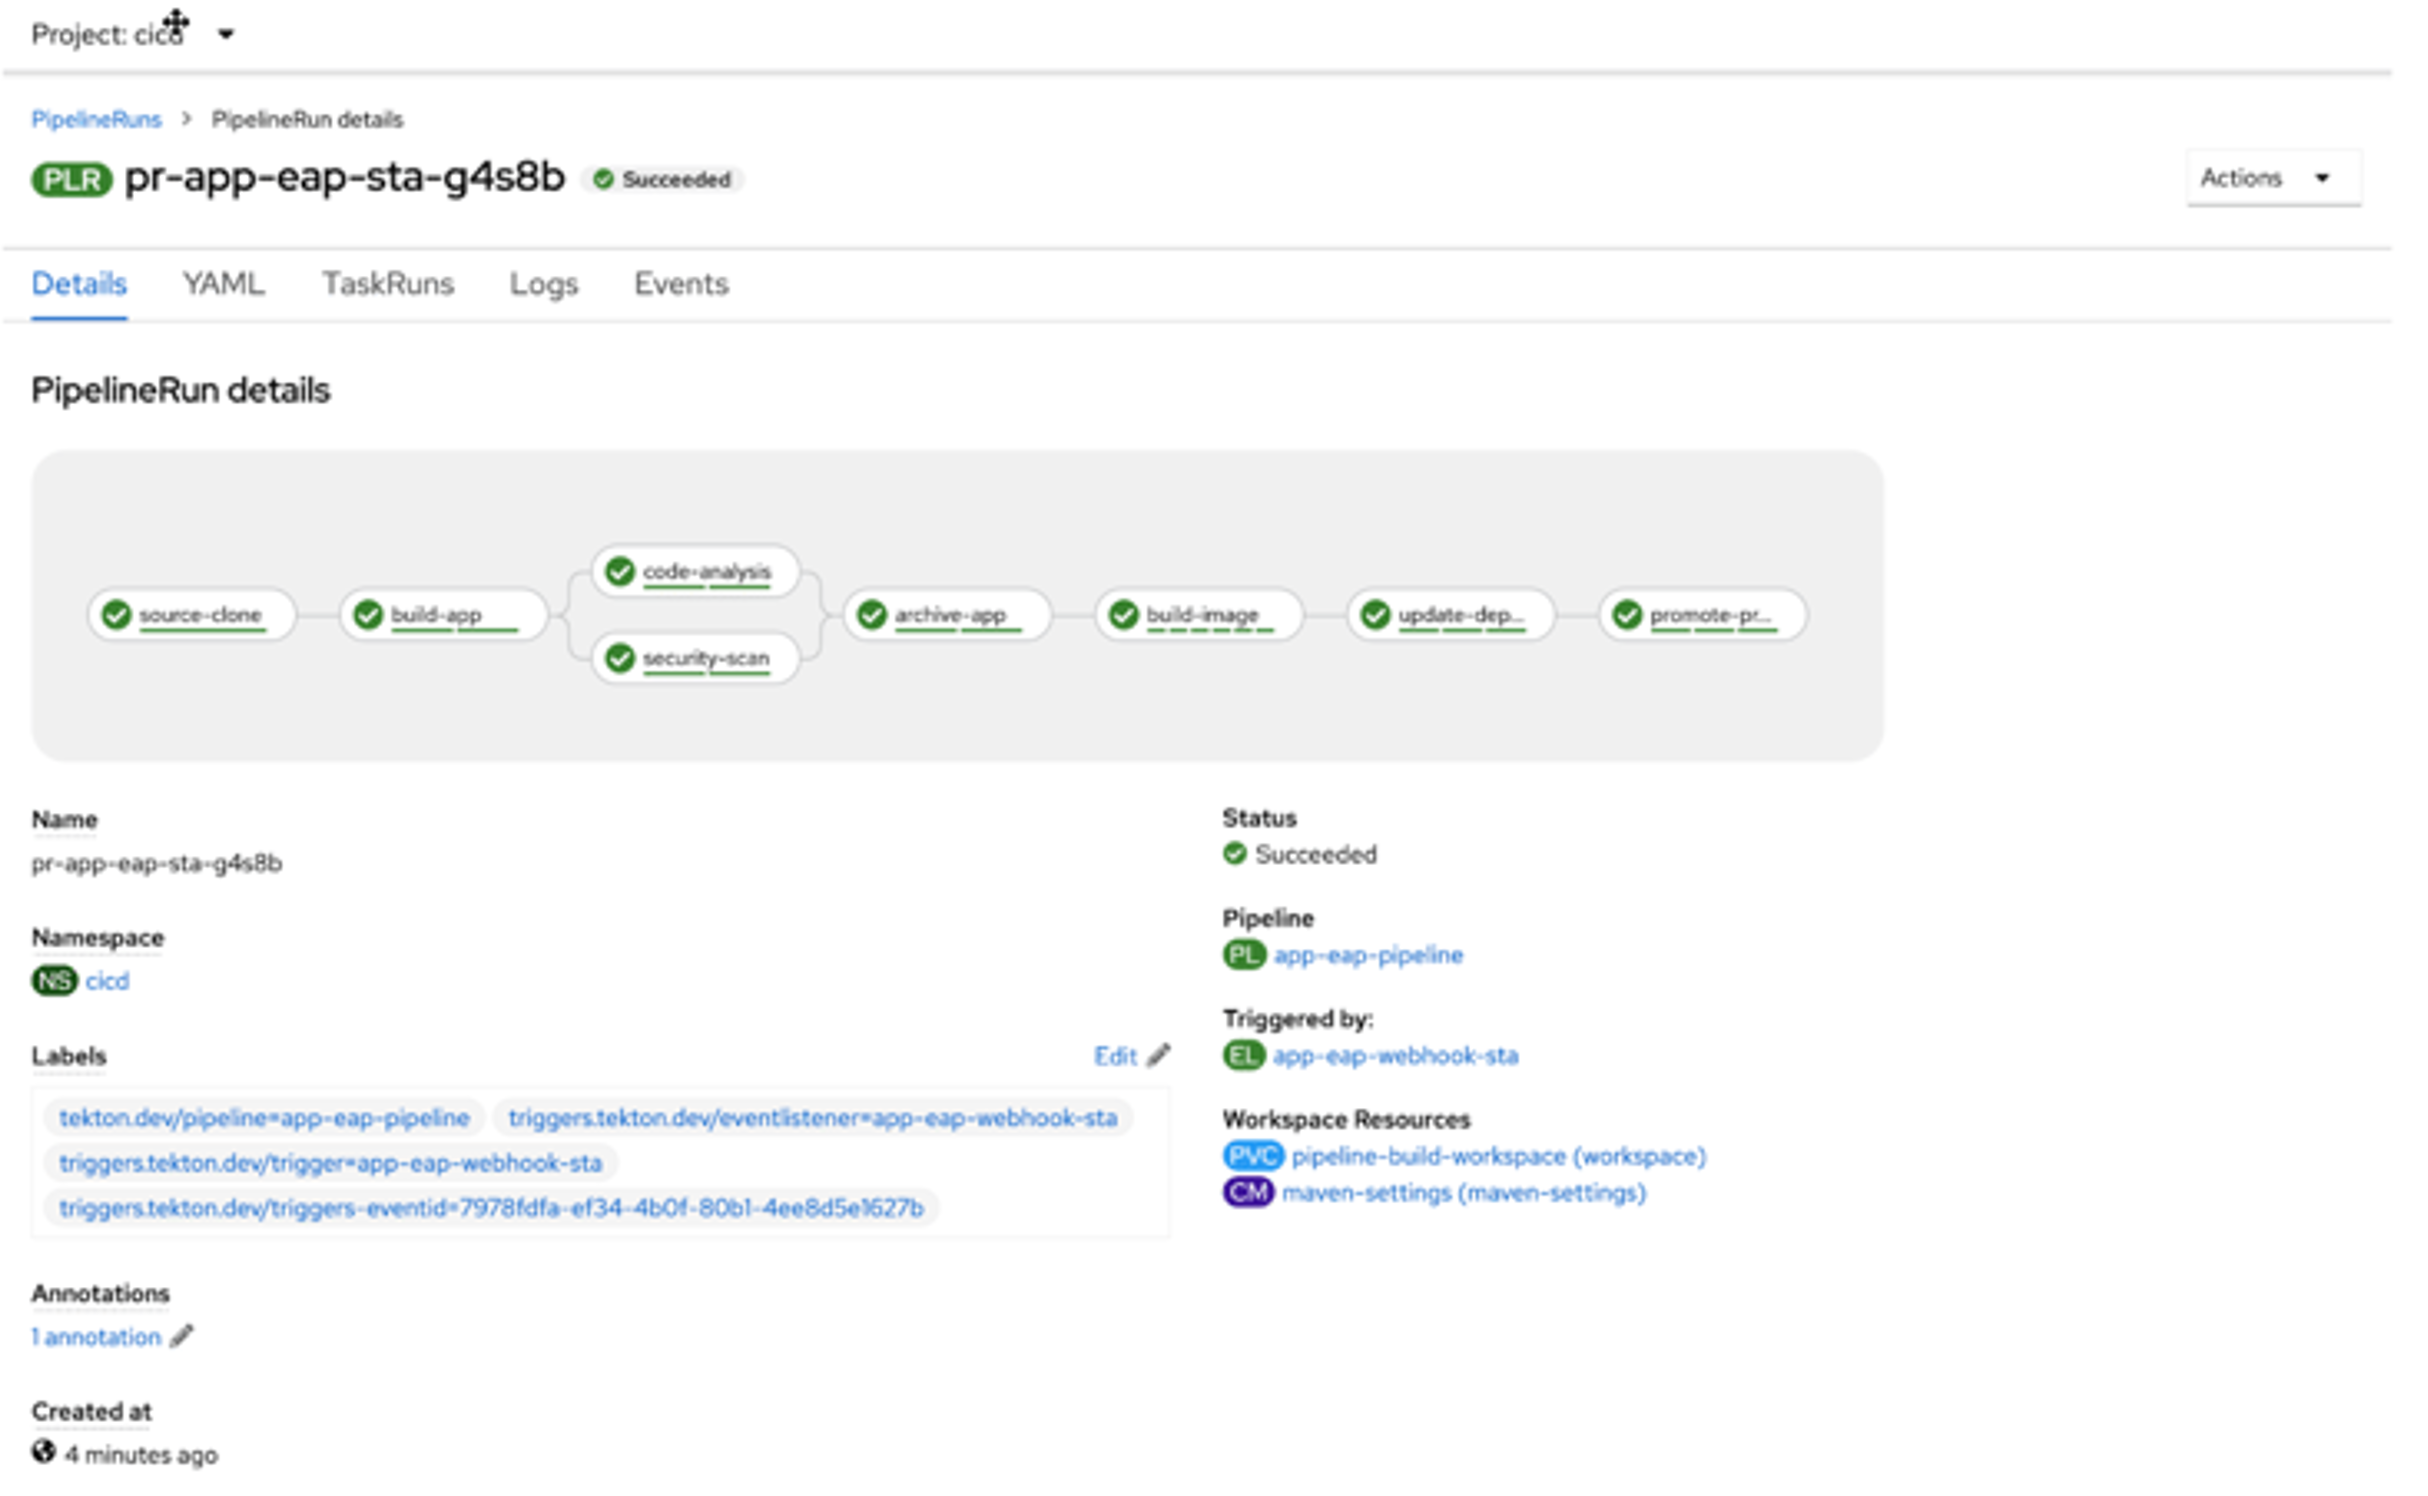 Project: cicd
PipelineRuns > PipelineRun details
PLR pr-app-eap-sta-g4s8b Succeeded
Actions
Details YAML TaskRuns Logs Events
PipelineRun details
code-analysis
source-clone build-app archive-app build-image update-dep... promote-pr...
security-scan
Name
pr-app-eap-sta-g4s8b
Namespace
NS cicd
Labels Edit
tekton.dev/pipeline=app-eap-pipeline triggers.tekton.dev/eventlistener=app-eap-webhook-sta
triggers.tekton.dev/trigger=app-eap-webhook-sta
triggers.tekton.dev/triggers-eventid=7978fdfa-ef34-4b0f-80b1-4ee8d5e1627b
Annotations
1 annotation
Created at
4 minutes ago
Status
Succeeded
Pipeline
PL app-eap-pipeline
Triggered by:
EL app-eap-webhook-sta
Workspace Resources
PVC pipeline-build-workspace (workspace)
CM maven-settings (maven-settings)